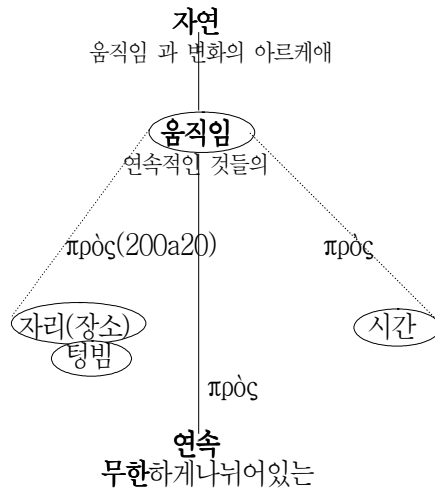 자연
움직임 과 변화의 아르케애
움직임
연속적인 것들의
πρὸς(200a20)
πρὸς
자리(장소)
텅빔
시간
πρὸς
연속
무한하게나뉘어있는